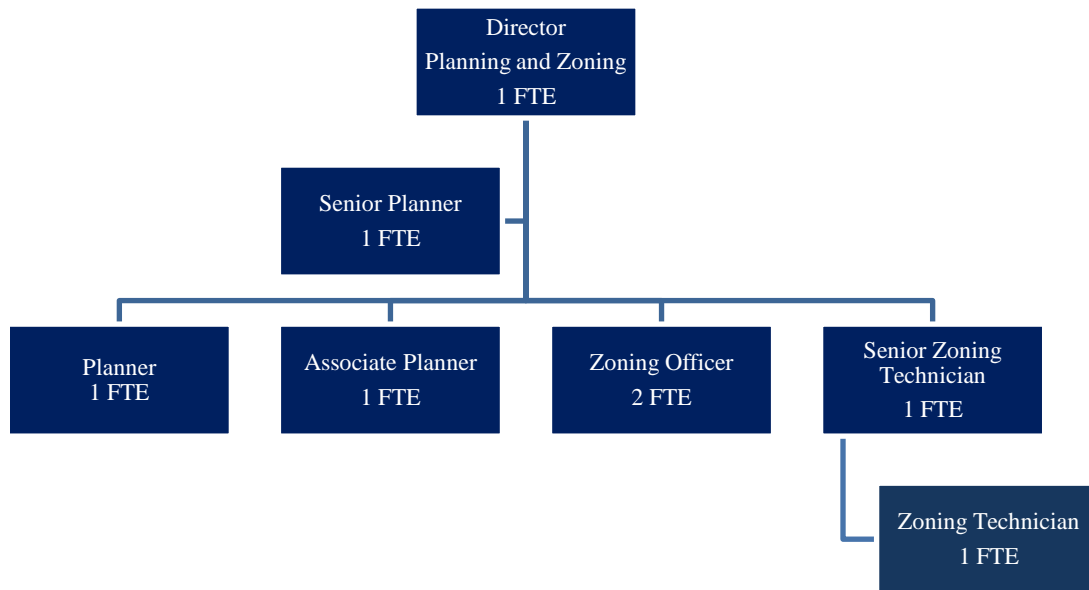 Director
Planning and Zoning
1 FTE
Senior Planner
1 FTE
Planner
1 FTE
Associate Planner
1 FTE
Zoning Officer
2 FTE
Senior Zoning
Technician
1 FTE
Zoning Technician
1 FTE